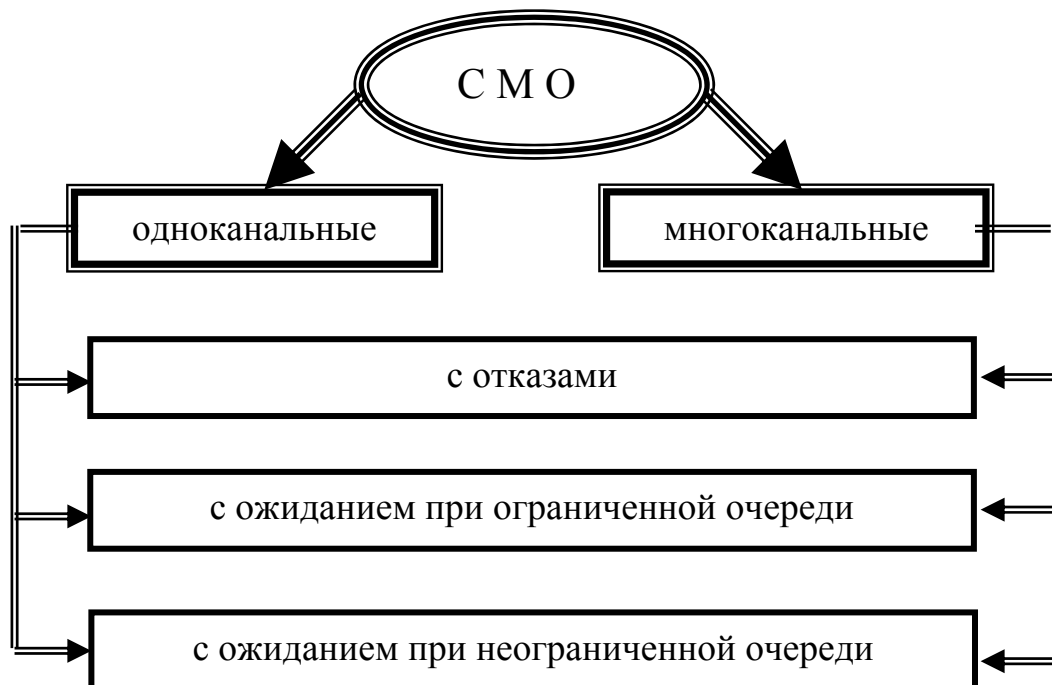 С М О
одноканальные
многоканальные
с отказами
с ожиданием при ограниченной очереди
с ожиданием при неограниченной очереди